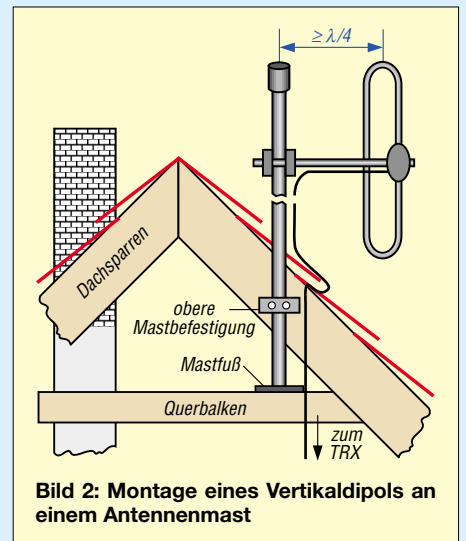 ≥ λ/4
Dachsparren
obere
Mastbefestigung
Mastfuß
Querbalken
zum
TRX
Bild 2: Montage eines Vertikaldipols an
einem Antennenmast